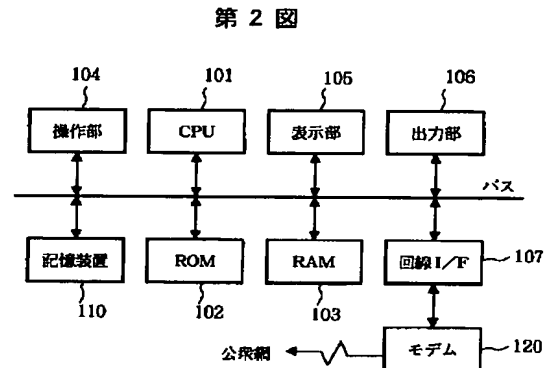 第 2 図
104 101 105 106
操作部 CPU 表示部 出力部
バス
記憶装置 ROM RAM 回線I/F 107
110 102 103
公衆網 モデム 120